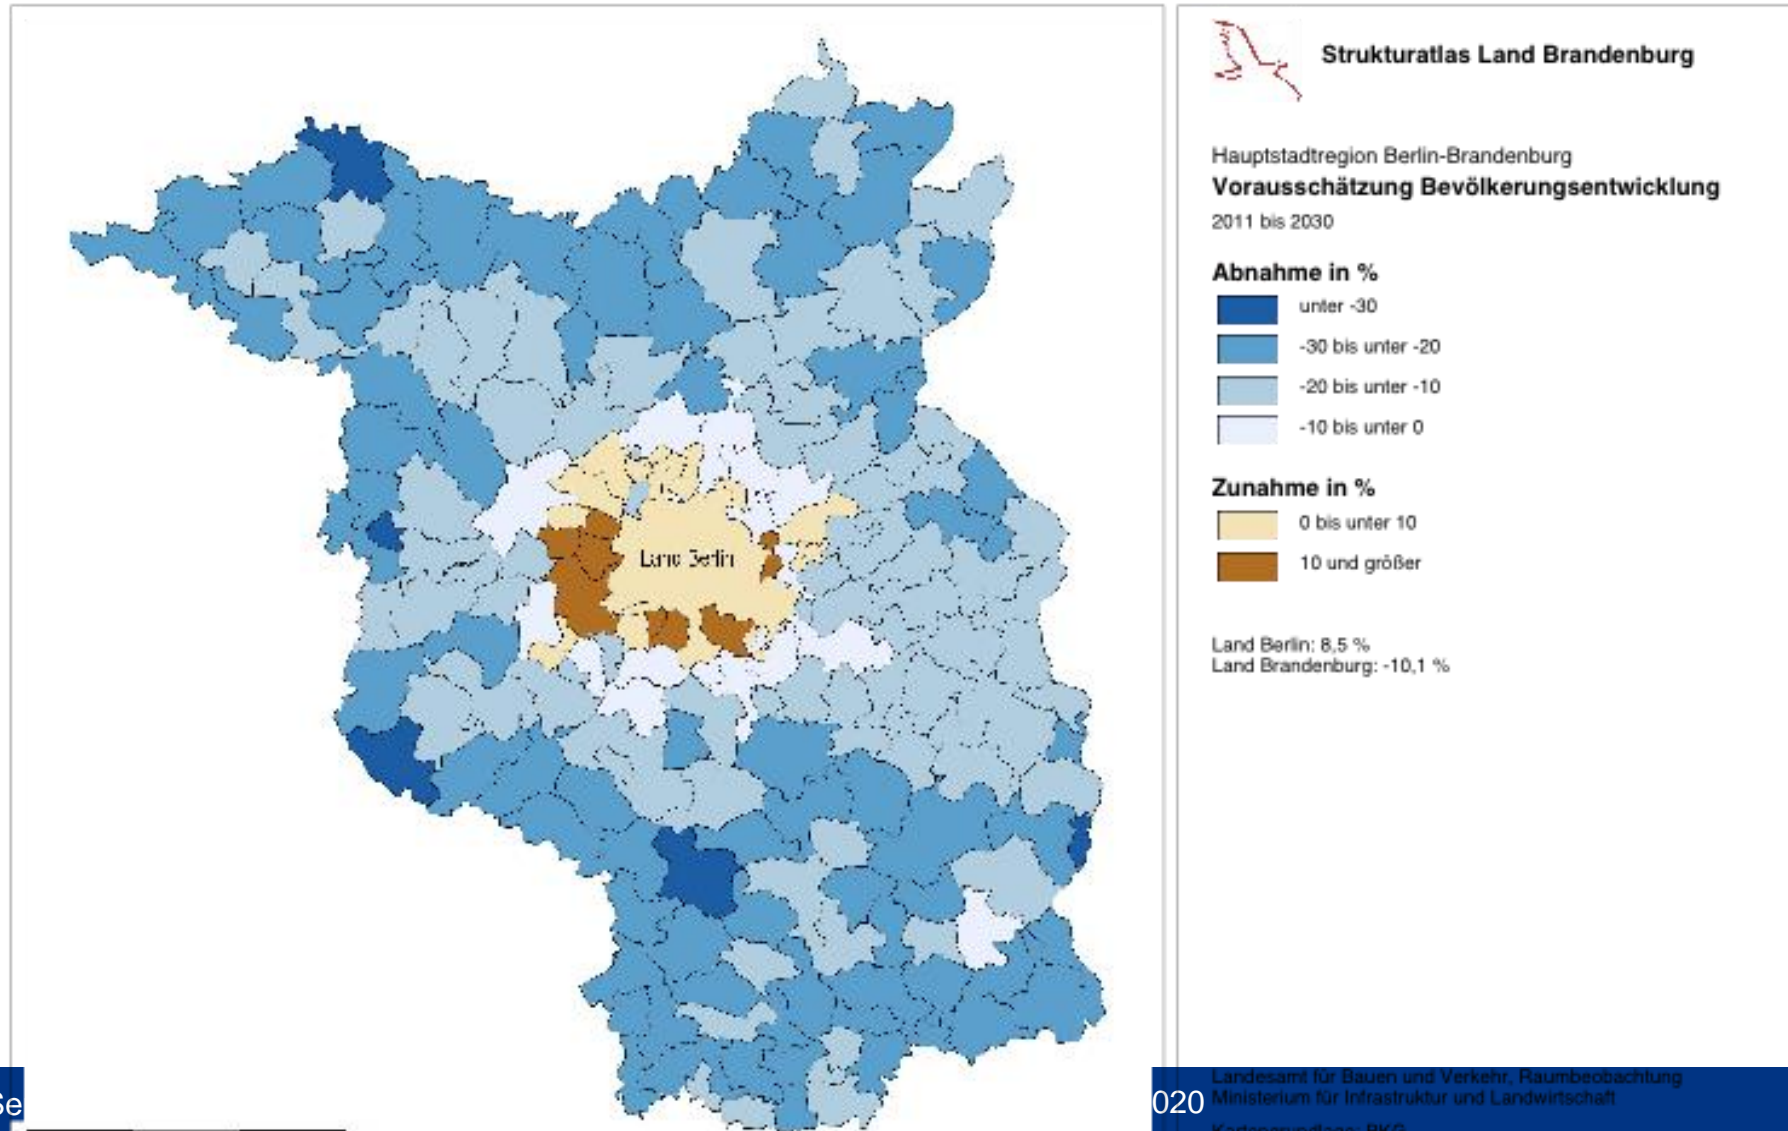 Strukturatlas Land Brandenburg
Hauptstadtregion Berlin-Brandenburg
Vorausschätzung Bevölkerungsentwicklung
2011 bis 2030
Abnahme in %
unter -30
-30 bis unter -20
-20 bis unter -10
-10 bis unter 0
Zunahme in %
0 bis unter 10
10 und größer
Land Berlin: 8,5 %
Land Brandenburg: -10,1 %
Land Berlin
Landesamt für Bauen und Verkehr, Raumbeobachtung
Ministerium für Infrastruktur und Landwirtschaft
Kartengrundlage: BKG
Se
020